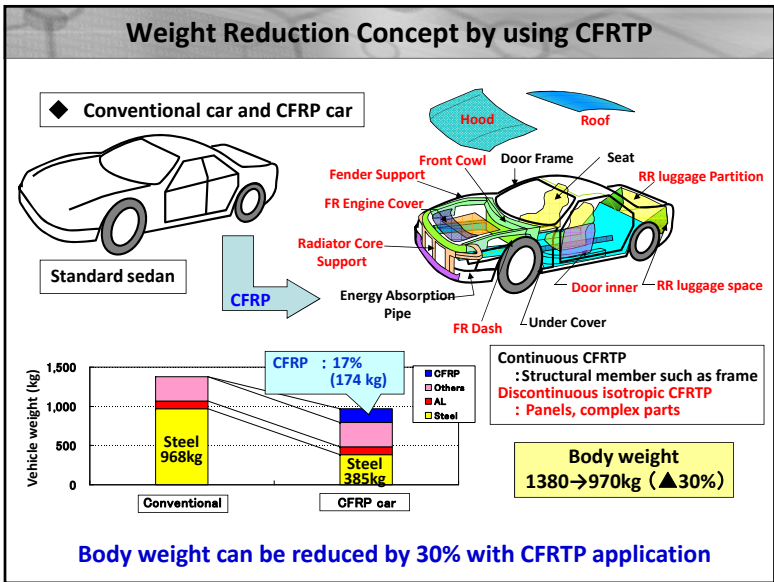 Weight Reduction Concept by using CFRTP
◆ Conventional car and CFRP car
Standard sedan
CFRP
Hood
Roof
Front Cowl
Door Frame
Seat
Fender Support
RR luggage Partition
FR Engine Cover
Radiator Core
Support
Energy Absorption
Pipe
FR Dash
Under Cover
Door inner
RR luggage space
Vehicle weight (kg)
1,500
1,000
500
0
Steel
968kg
Steel
385kg
Conventional
CFRP car
CFRP : 17%
(174 kg)
CFRP
Others
AL
Steel
Continuous CFRTP
:Structural member such as frame
Discontinuous isotropic CFRTP
: Panels, complex parts
Body weight
1380→970kg (▲30%)
Body weight can be reduced by 30% with CFRTP application